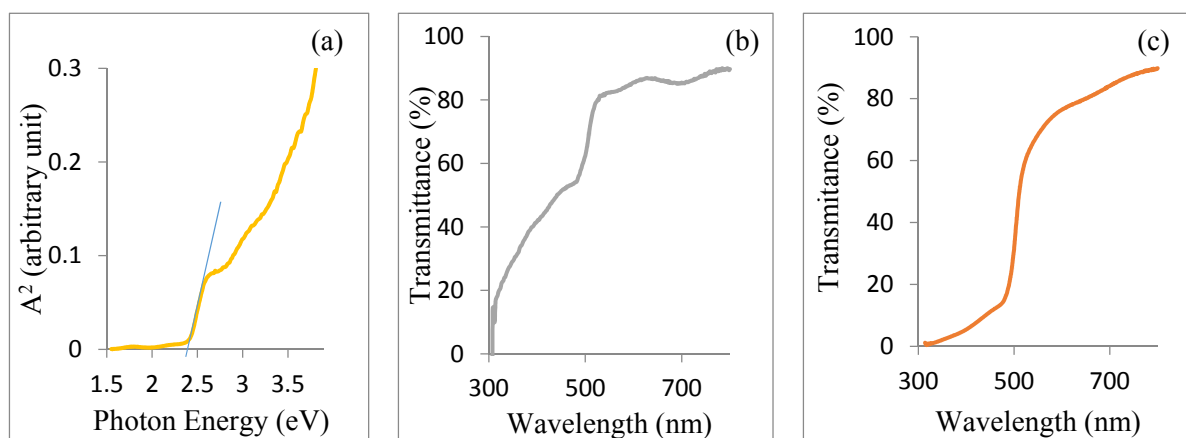 (a)
0.3
0.2
0.1
0
A² (arbitrary unit)
1.5 2 2.5 3 3.5
Photon Energy (eV)
(b)
100
80
60
40
20
0
Transmittance (%)
300 500 700
Wavelength (nm)
(c)
100
80
60
40
20
0
Transmitance (%)
300 500 700
Wavelength (nm)